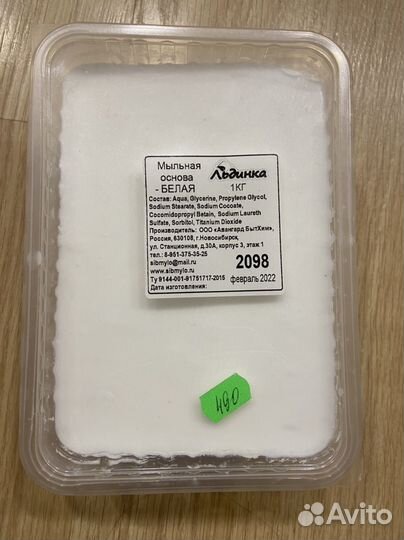 Мыльная
основа
- БЕЛАЯ
Льдинка
1КГ
Состав: Aqua, Glycerine, Propylene Glycol,
Sodium Stearate, Sodium Cocoate,
Cocomidopropyl Betain, Sodium Laureth
Sulfate, Sorbitol, Titanium Dioxide
Производитель: ООО «Авангард БытХим»,
Россия, 630108, г.Новосибирск,
ул. Станционная, д.30А, корпус 3, этаж 1
тел.: 8-951-375-35-25
sibmylo@mail.ru
www.sibmylo.ru
2098
Ту 9144-001-91751717-2015
февраль 2022
Дата изготовления:
490
Avito